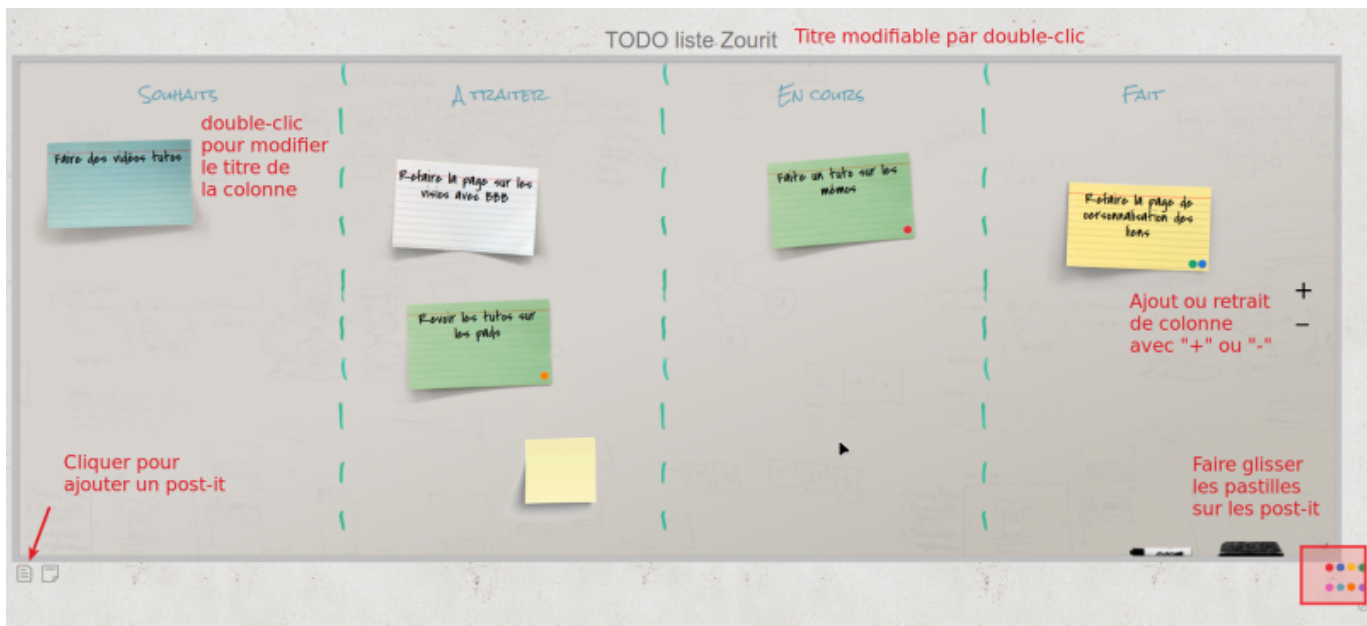 TODO liste Zourit
Titre modifiable par double-clic
SOUHAITS
A TRAITER
EN COURS
FAIT
double-clic
pour modifier
le titre de
la colonne
Faire des vidéos tutos
Refaire la page sur les
visios avec BBB
Faite un tuto sur les
mémos
Refaire la page de
personnalisation des
liens
Revoir les tutos sur
les pads
+
Ajout ou retrait
de colonne
avec "+" ou "-"
−
Cliquer pour
ajouter un post-it
Faire glisser
les pastilles
sur les post-it